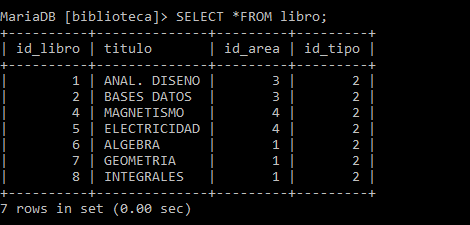 MariaDB [biblioteca]> SELECT *FROM libro;
+----------+--------------+---------+---------+
| id_libro | titulo       | id_area | id_tipo |
+----------+--------------+---------+---------+
|        1 | ANAL. DISENO |       3 |       2 |
|        2 | BASES DATOS  |       3 |       2 |
|        4 | MAGNETISMO   |       4 |       2 |
|        5 | ELECTRICIDAD |       4 |       2 |
|        6 | ALGEBRA      |       1 |       2 |
|        7 | GEOMETRIA    |       1 |       2 |
|        8 | INTEGRALES   |       1 |       2 |
+----------+--------------+---------+---------+
7 rows in set (0.00 sec)